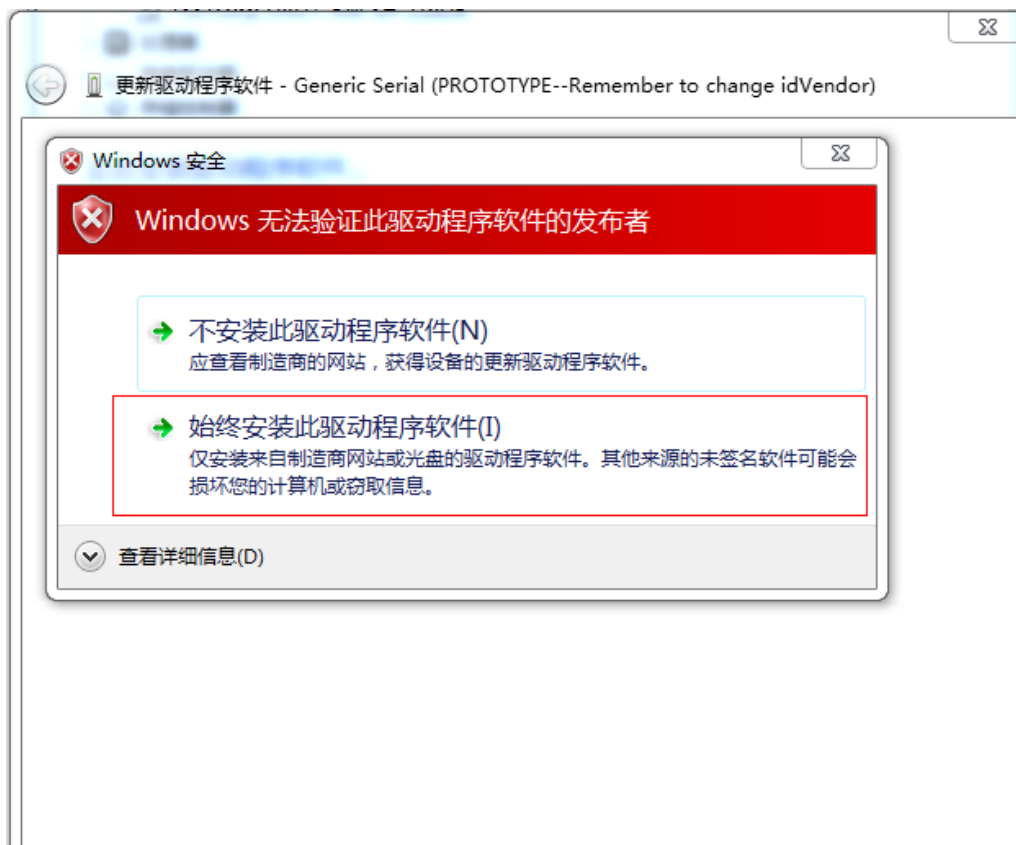 更新驱动程序软件 - Generic Serial (PROTOTYPE--Remember to change idVendor)
Windows 安全
Windows 无法验证此驱动程序软件的发布者
不安装此驱动程序软件(N)
应查看制造商的网站，获得设备的更新驱动程序软件。
始终安装此驱动程序软件(I)
仅安装来自制造商网站或光盘的驱动程序软件。其他来源的未签名软件可能会
损坏您的计算机或窃取信息。
查看详细信息(D)